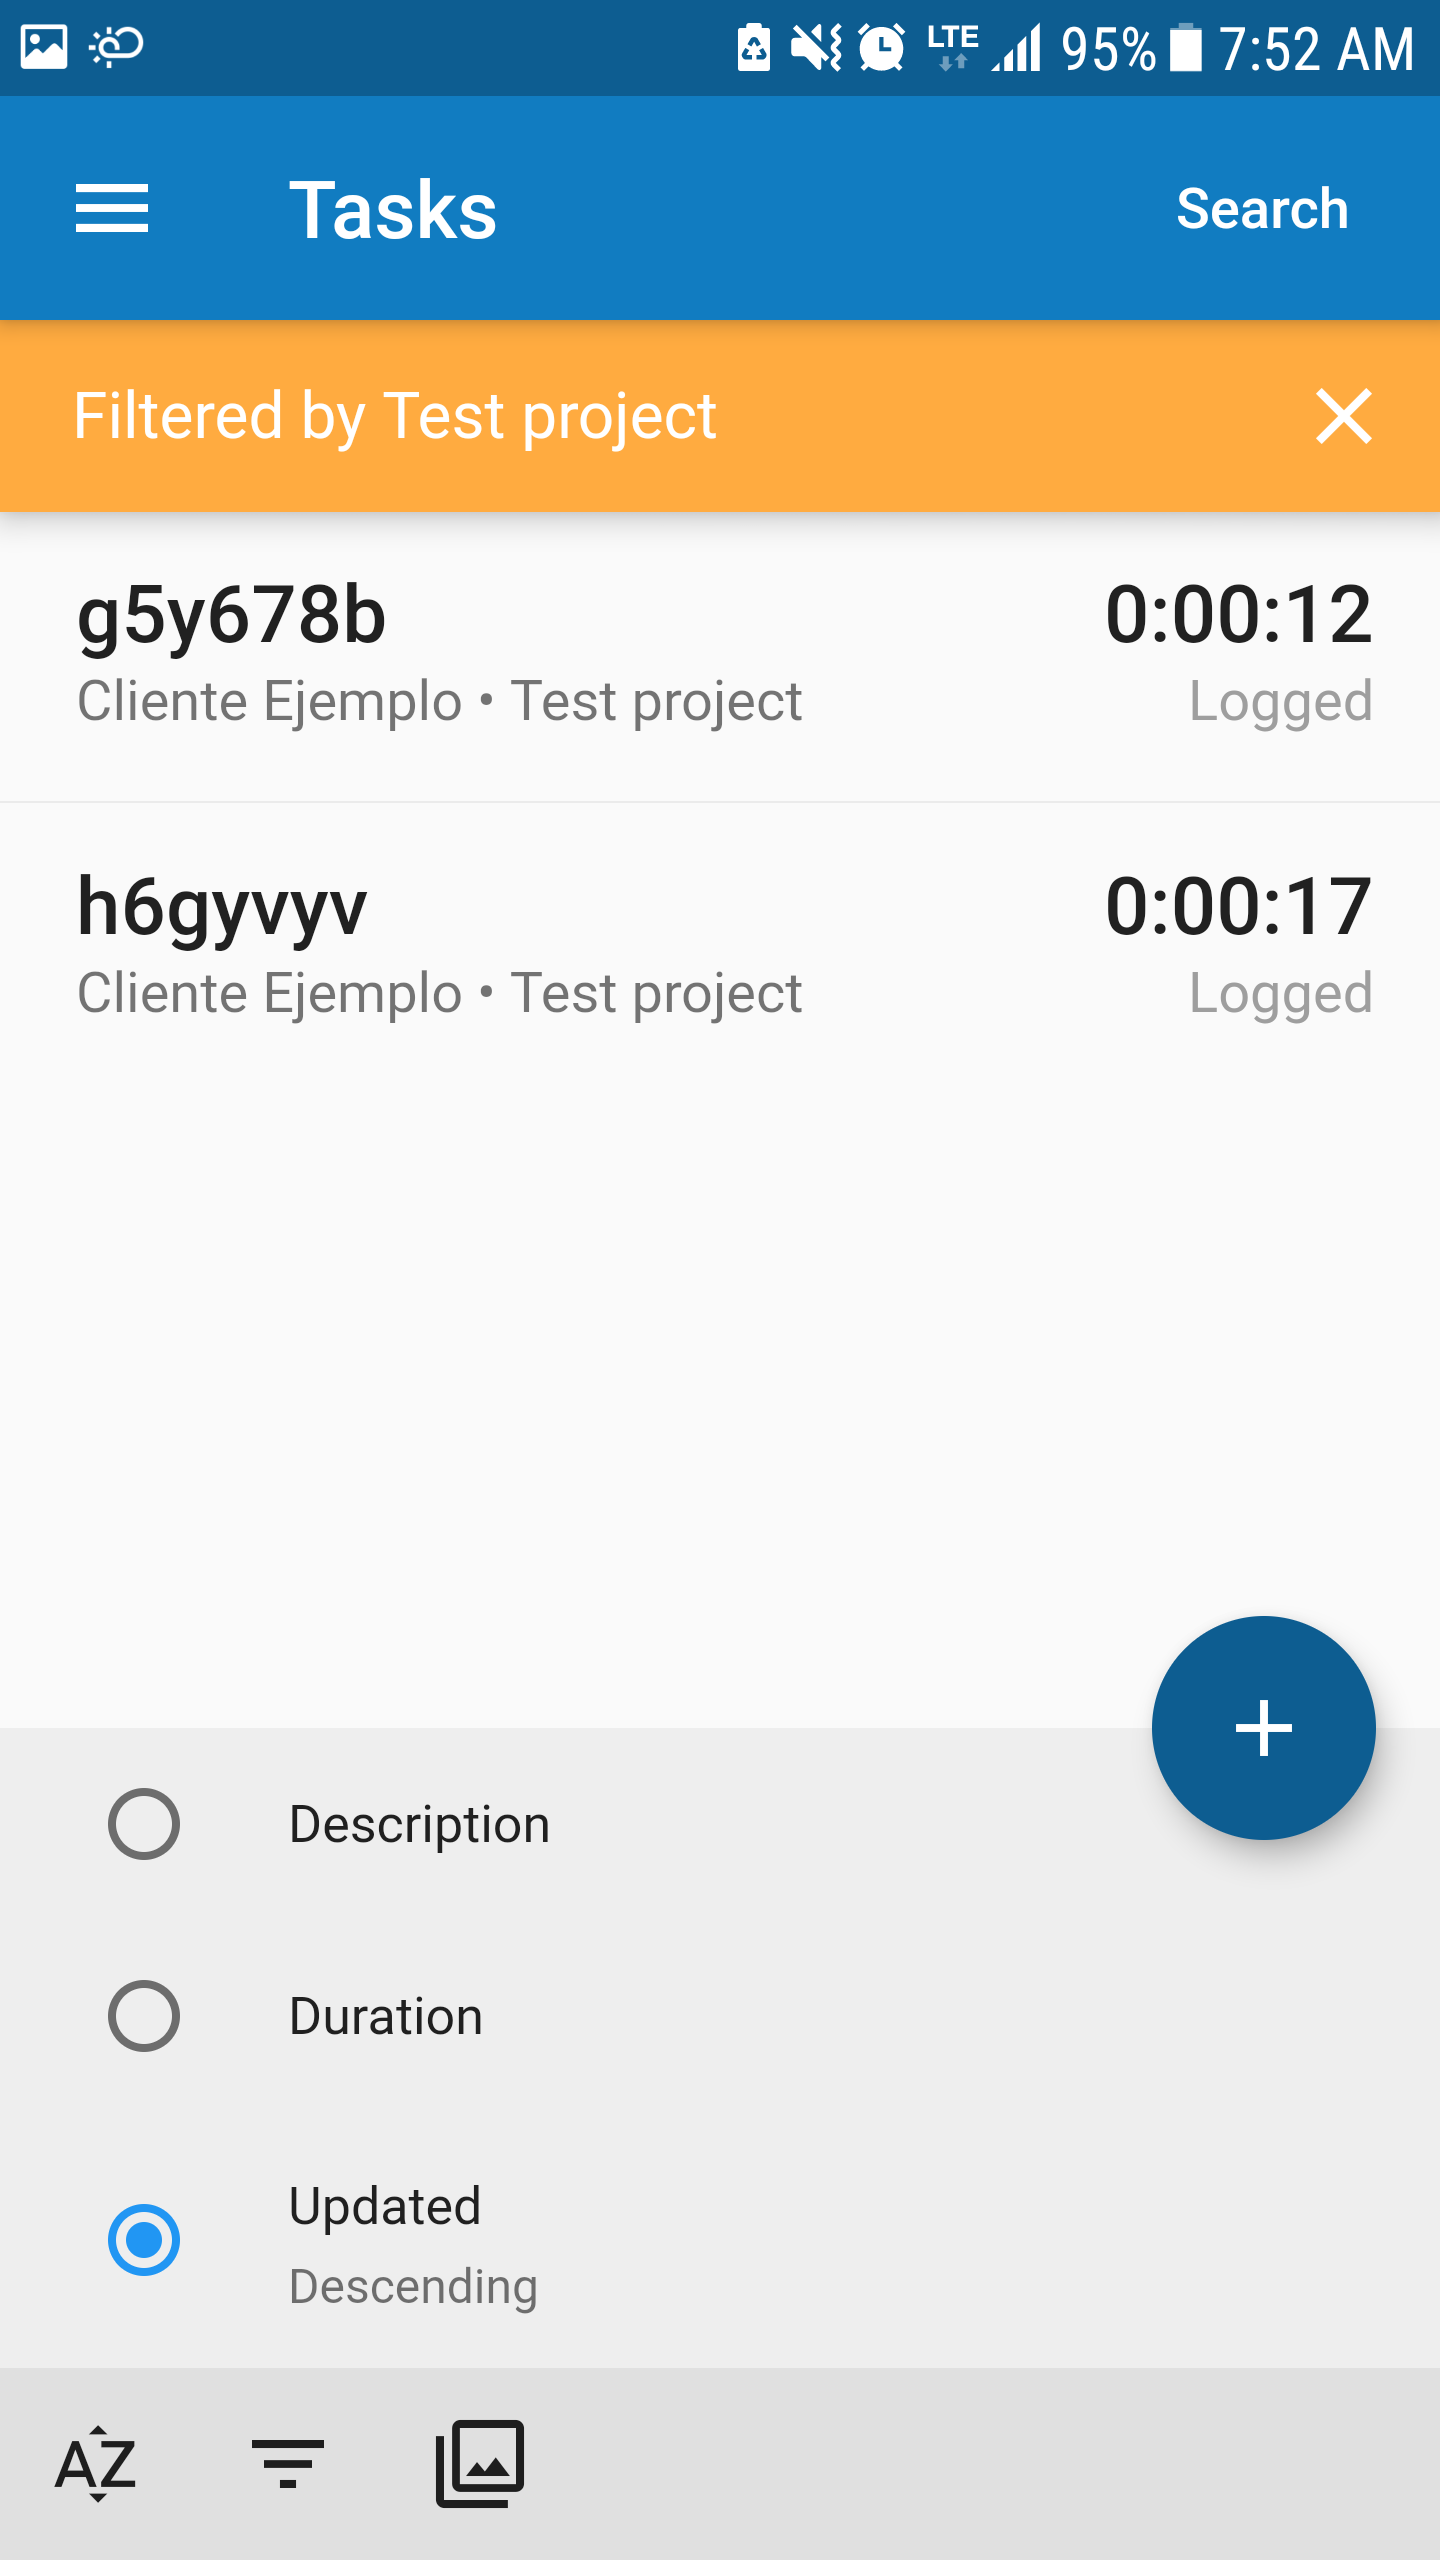 LTE 95% 7:52 AM
Tasks Search
Filtered by Test project
g5y678b 0:00:12
Cliente Ejemplo • Test project Logged
h6gyvyv 0:00:17
Cliente Ejemplo • Test project Logged
Description
Duration
Updated
Descending
AZ